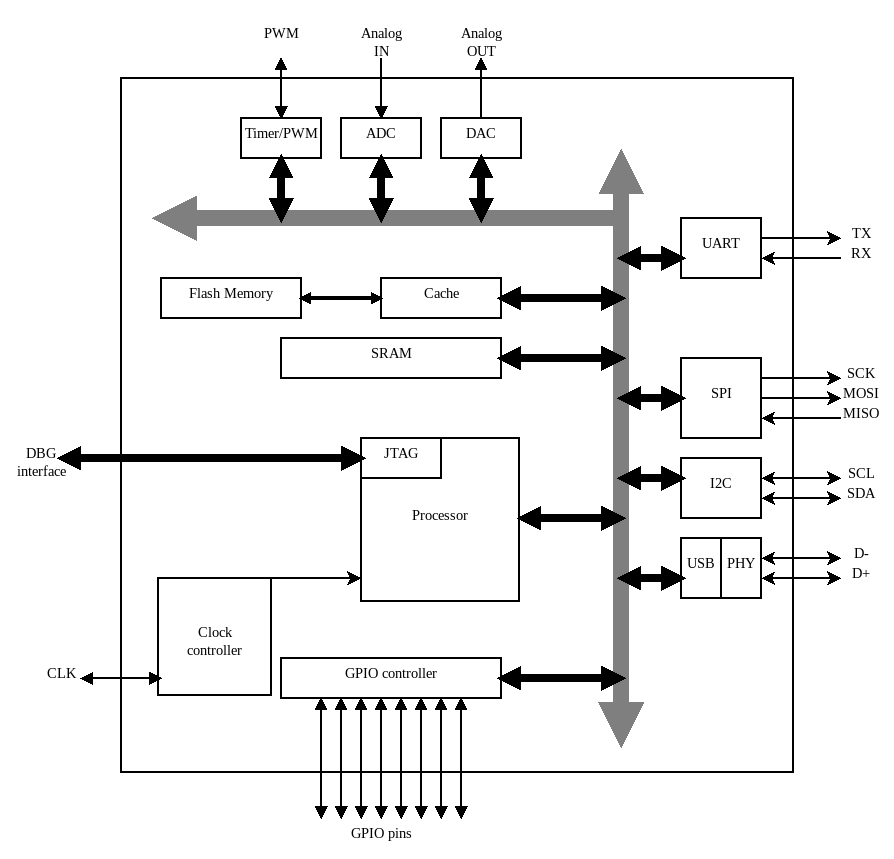 PWM
Analog
IN
Analog
OUT
Timer/PWM
ADC
DAC
UART
TX
RX
Flash Memory
Cache
SRAM
SPI
SCK
MOSI
MISO
DBG
interface
JTAG
Processor
I2C
SCL
SDA
USB
PHY
D-
D+
Clock
controller
CLK
GPIO controller
GPIO pins